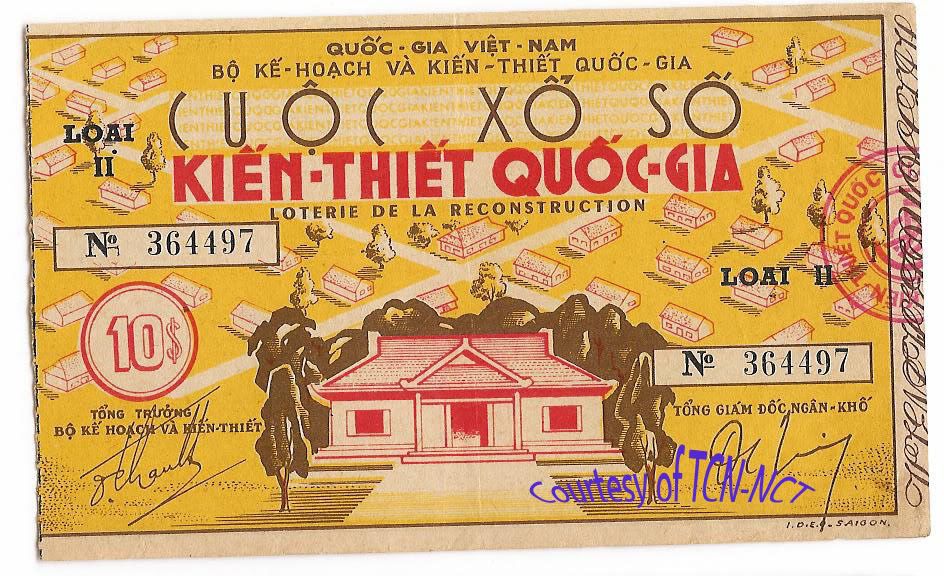 QUỐC - GIA VIỆT - NAM
BỘ KẾ-HOẠCH VÀ KIẾN-THIẾT QUỐC-GIA
CUỘC XỔ SỐ
KIẾN-THIẾT QUỐC-GIA
LOTERIE DE LA RECONSTRUCTION
LOẠI
II
Nº 364497
LOẠI II
10$
Nº 364497
TỔNG TRƯỞNG
BỘ KẾ HOẠCH VÀ KIẾN-THIẾT
TỔNG GIÁM ĐỐC NGÂN-KHỐ
Courtesy of TCN-NCT
I.D.E.O-SAIGON.